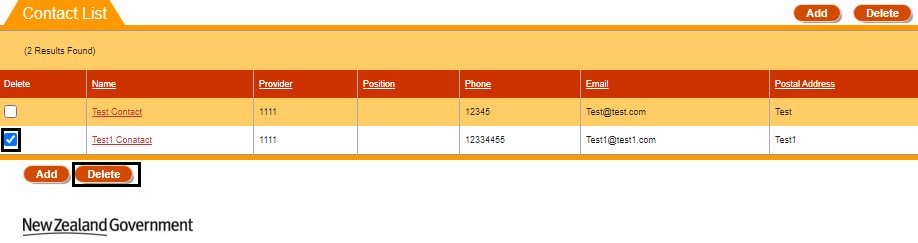 Contact List Add Delete
(2 Results Found)
Delete Name Provider Position Phone Email Postal Address
Test Contact 1111 12345 Test@test.com Test
Test1 Conatact 1111 12334455 Test1@test1.com Test1
Add Delete
New Zealand Government